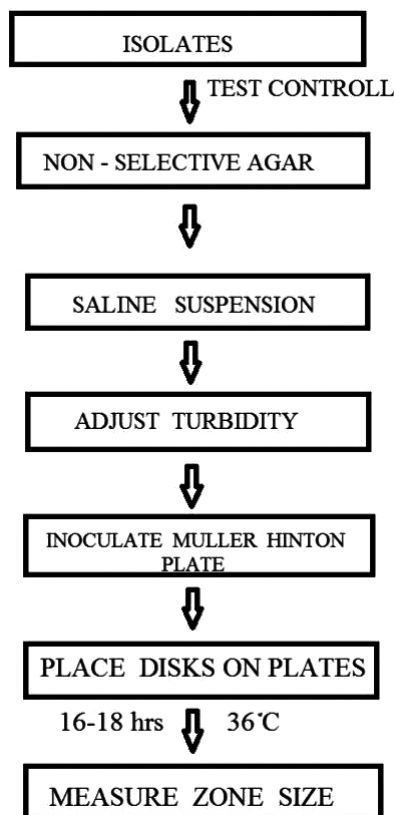 ISOLATES
TEST CONTROLL
NON - SELECTIVE AGAR
SALINE SUSPENSION
ADJUST TURBIDITY
INOCULATE MULLER HINTON
PLATE
PLACE DISKS ON PLATES
16-18 hrs 36°C
MEASURE ZONE SIZE